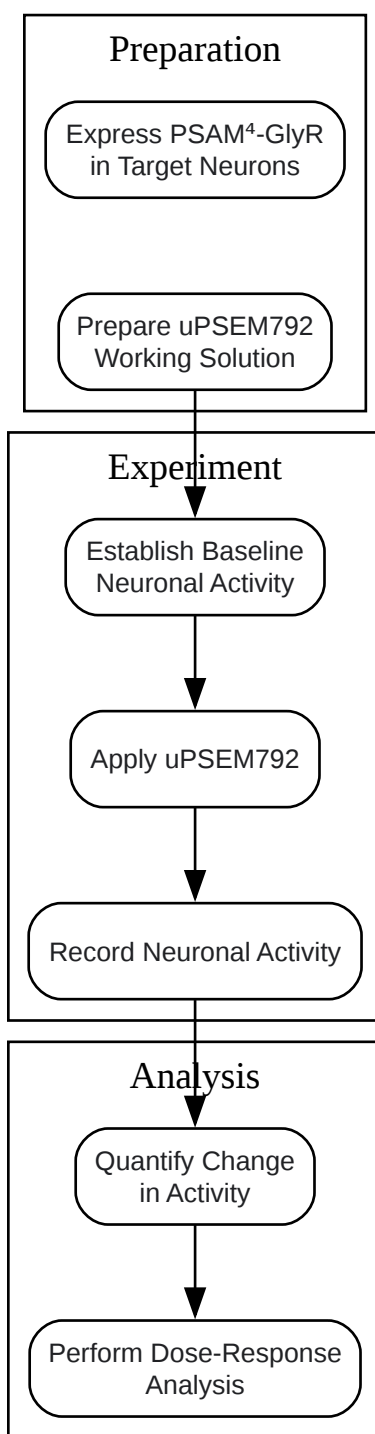 Preparation
Express PSAM⁴-GlyR
in Target Neurons
Prepare uPSEM792
Working Solution
Experiment
Establish Baseline
Neuronal Activity
Apply uPSEM792
Record Neuronal Activity
Analysis
Quantify Change
in Activity
Perform Dose-Response
Analysis